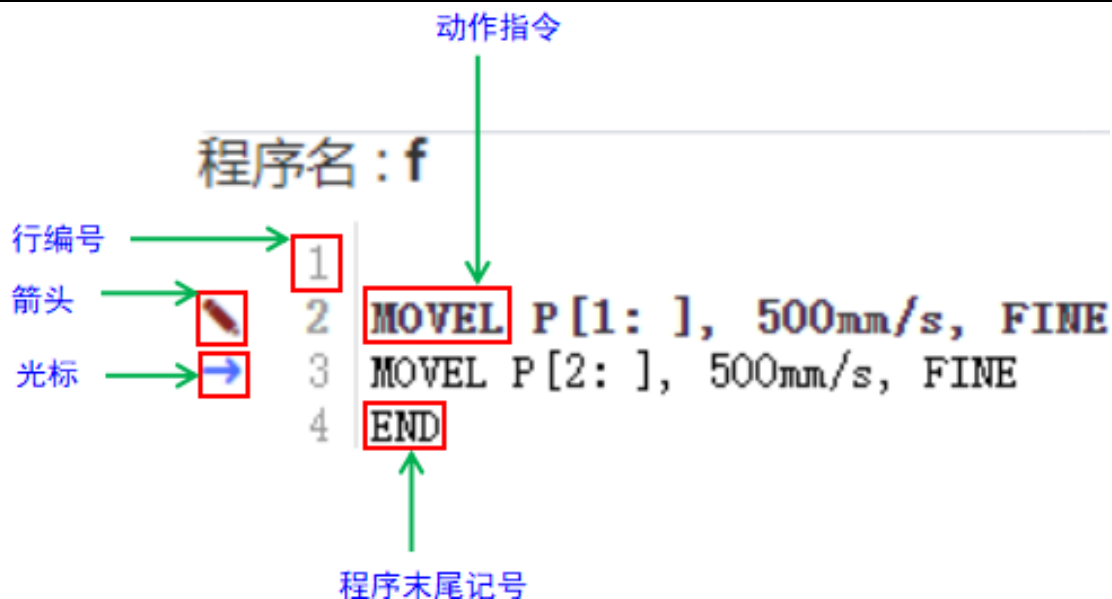 动作指令
程序名：f
行编号
1
箭头
2 MOVEL P[1: ], 500mm/s, FINE
光标
3 MOVEL P[2: ], 500mm/s, FINE
4 END
程序末尾记号